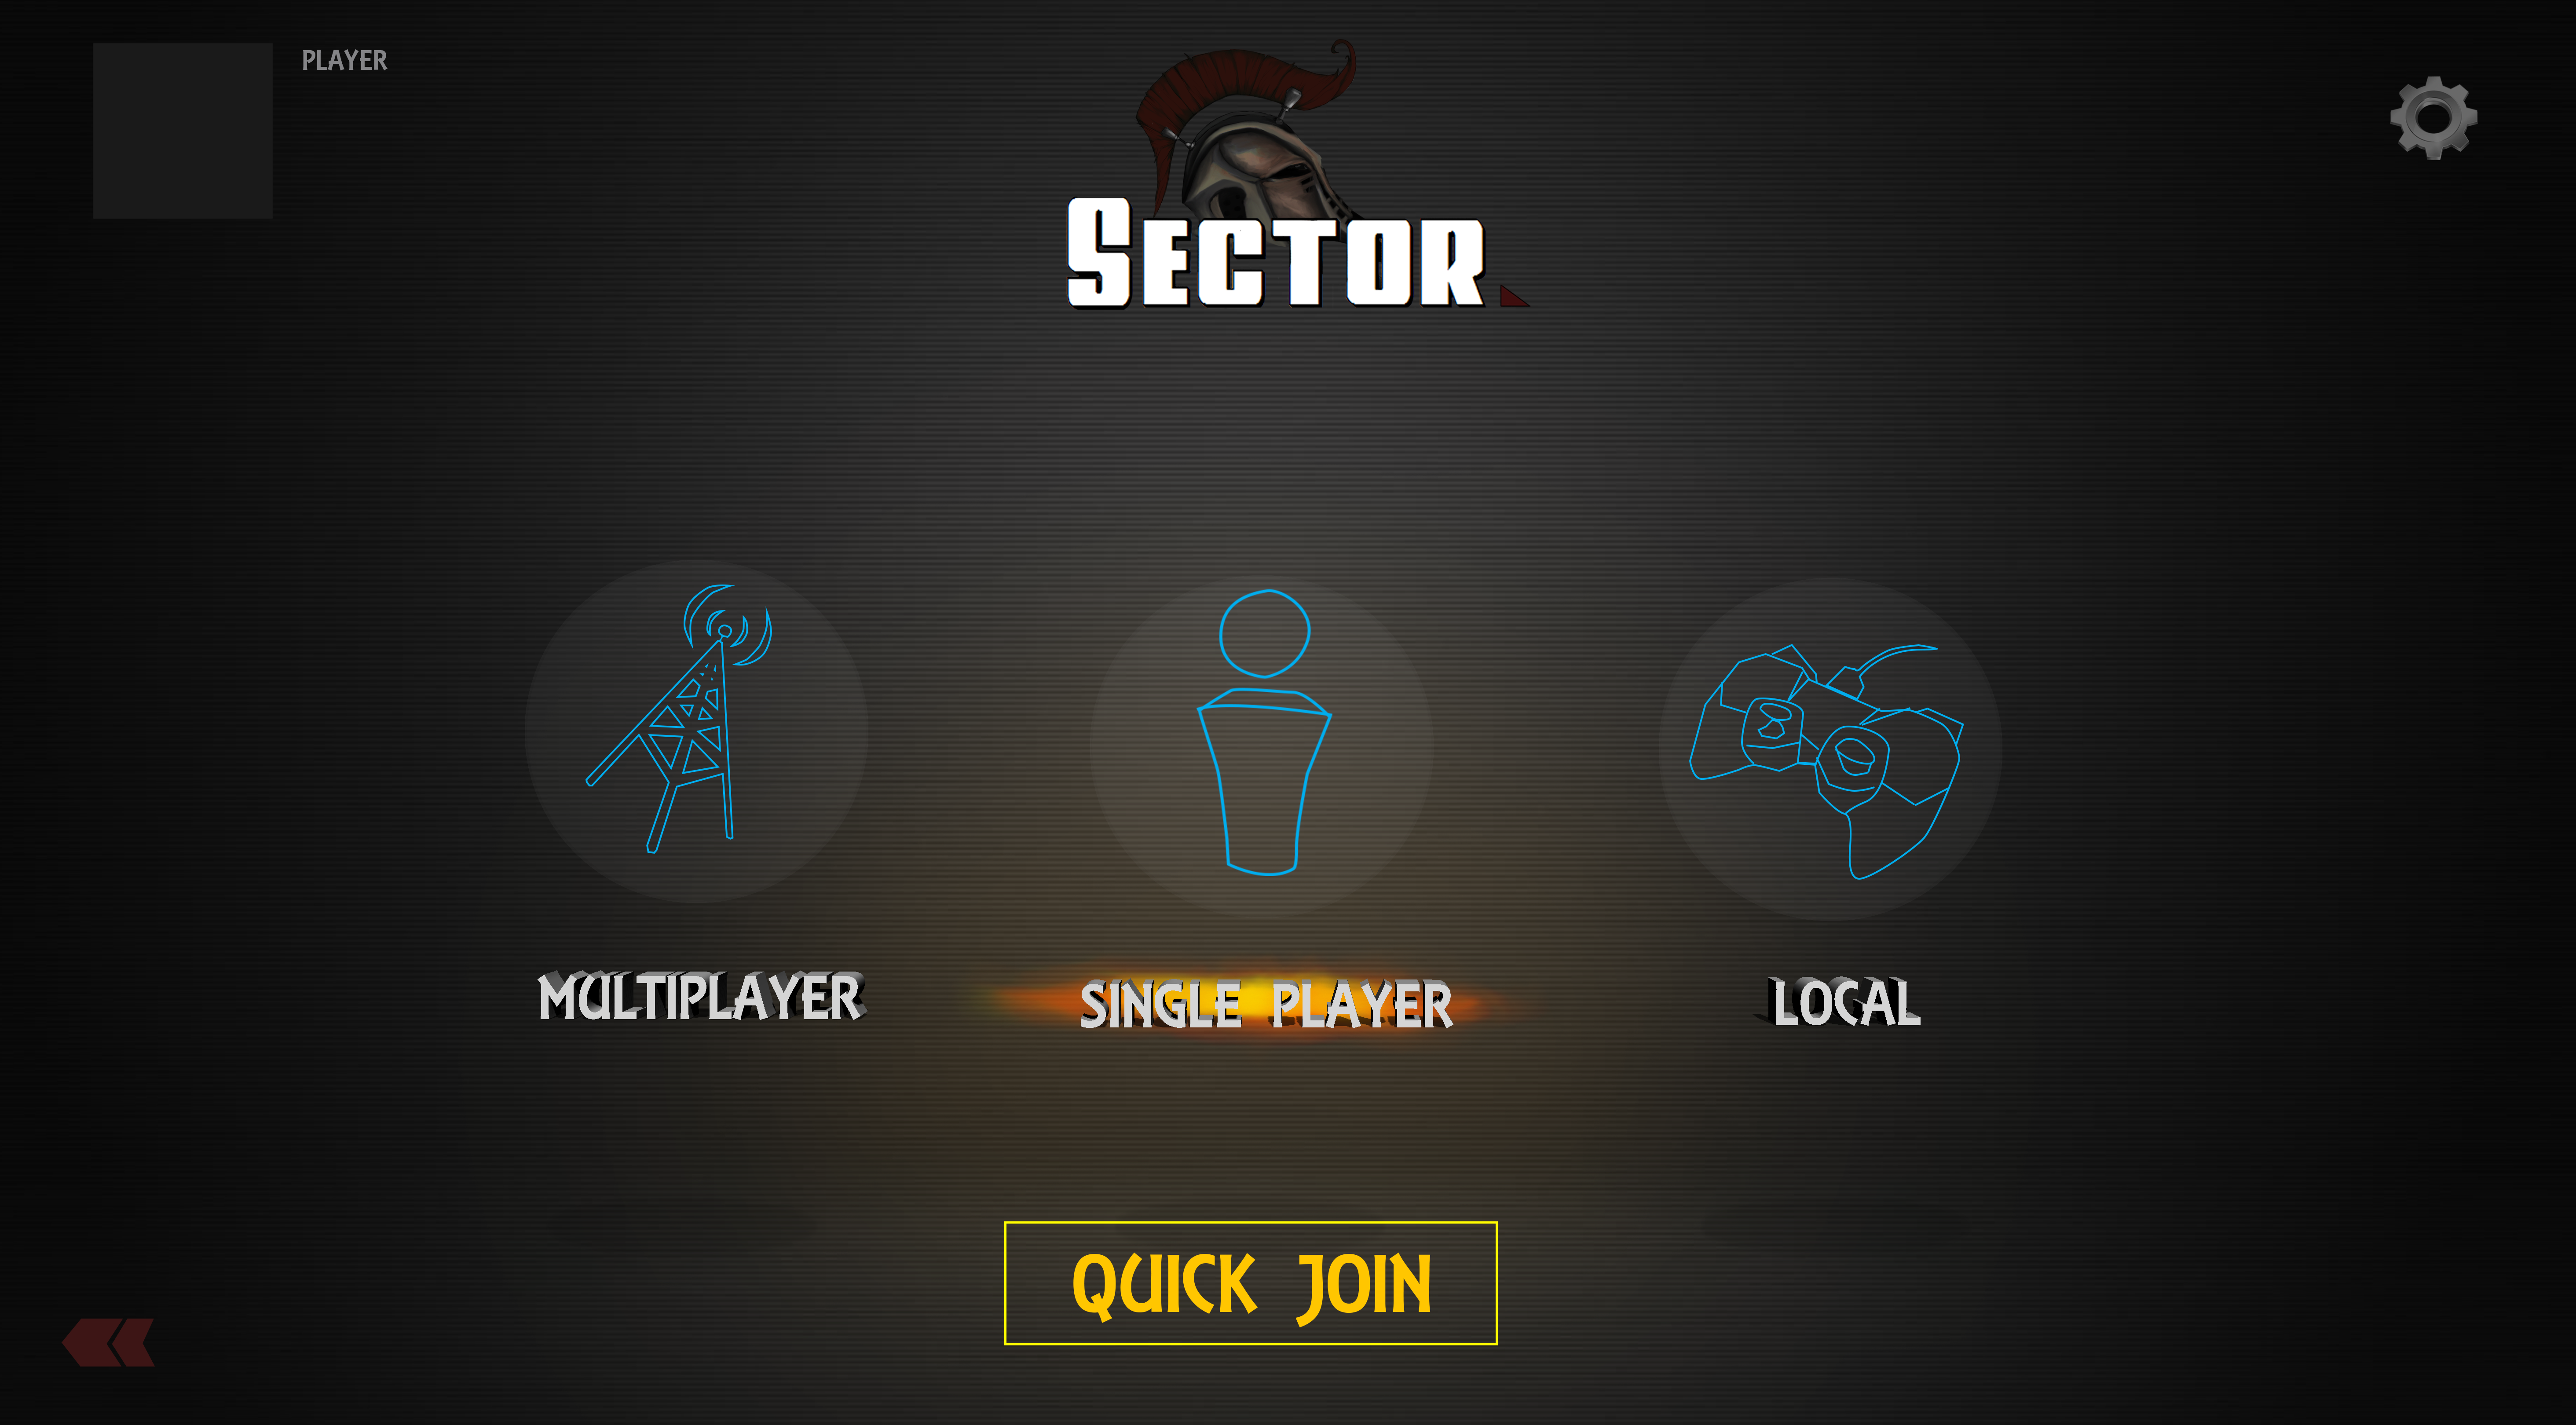 PLAYER
SECTOR
MULTIPLAYER
SINGLE PLAYER
LOCAL
QUICK JOIN